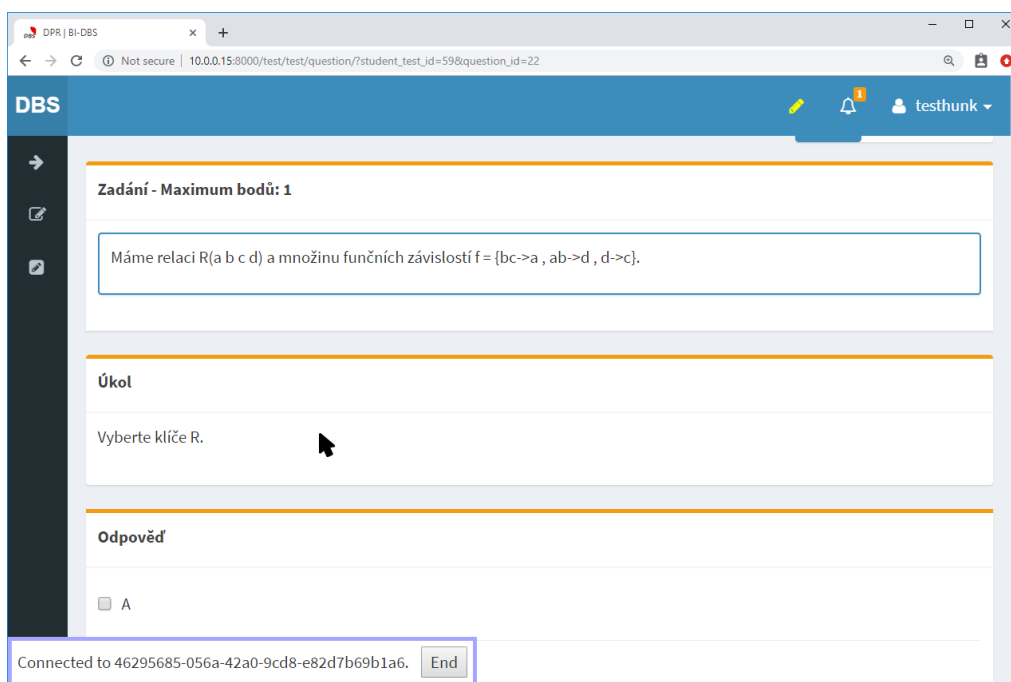 DBS DPR | BI-DBS
Not secure | 10.0.0.15:8000/test/test/question/?student_test_id=59&question_id=22
DBS
1
testhunk
Zadání - Maximum bodů: 1
Máme relaci R(a b c d) a množinu funčních závislostí f = {bc->a , ab->d , d->c}.
Úkol
Vyberte klíče R.
Odpověď
A
Connected to 46295685-056a-42a0-9cd8-e82d7b69b1a6. End